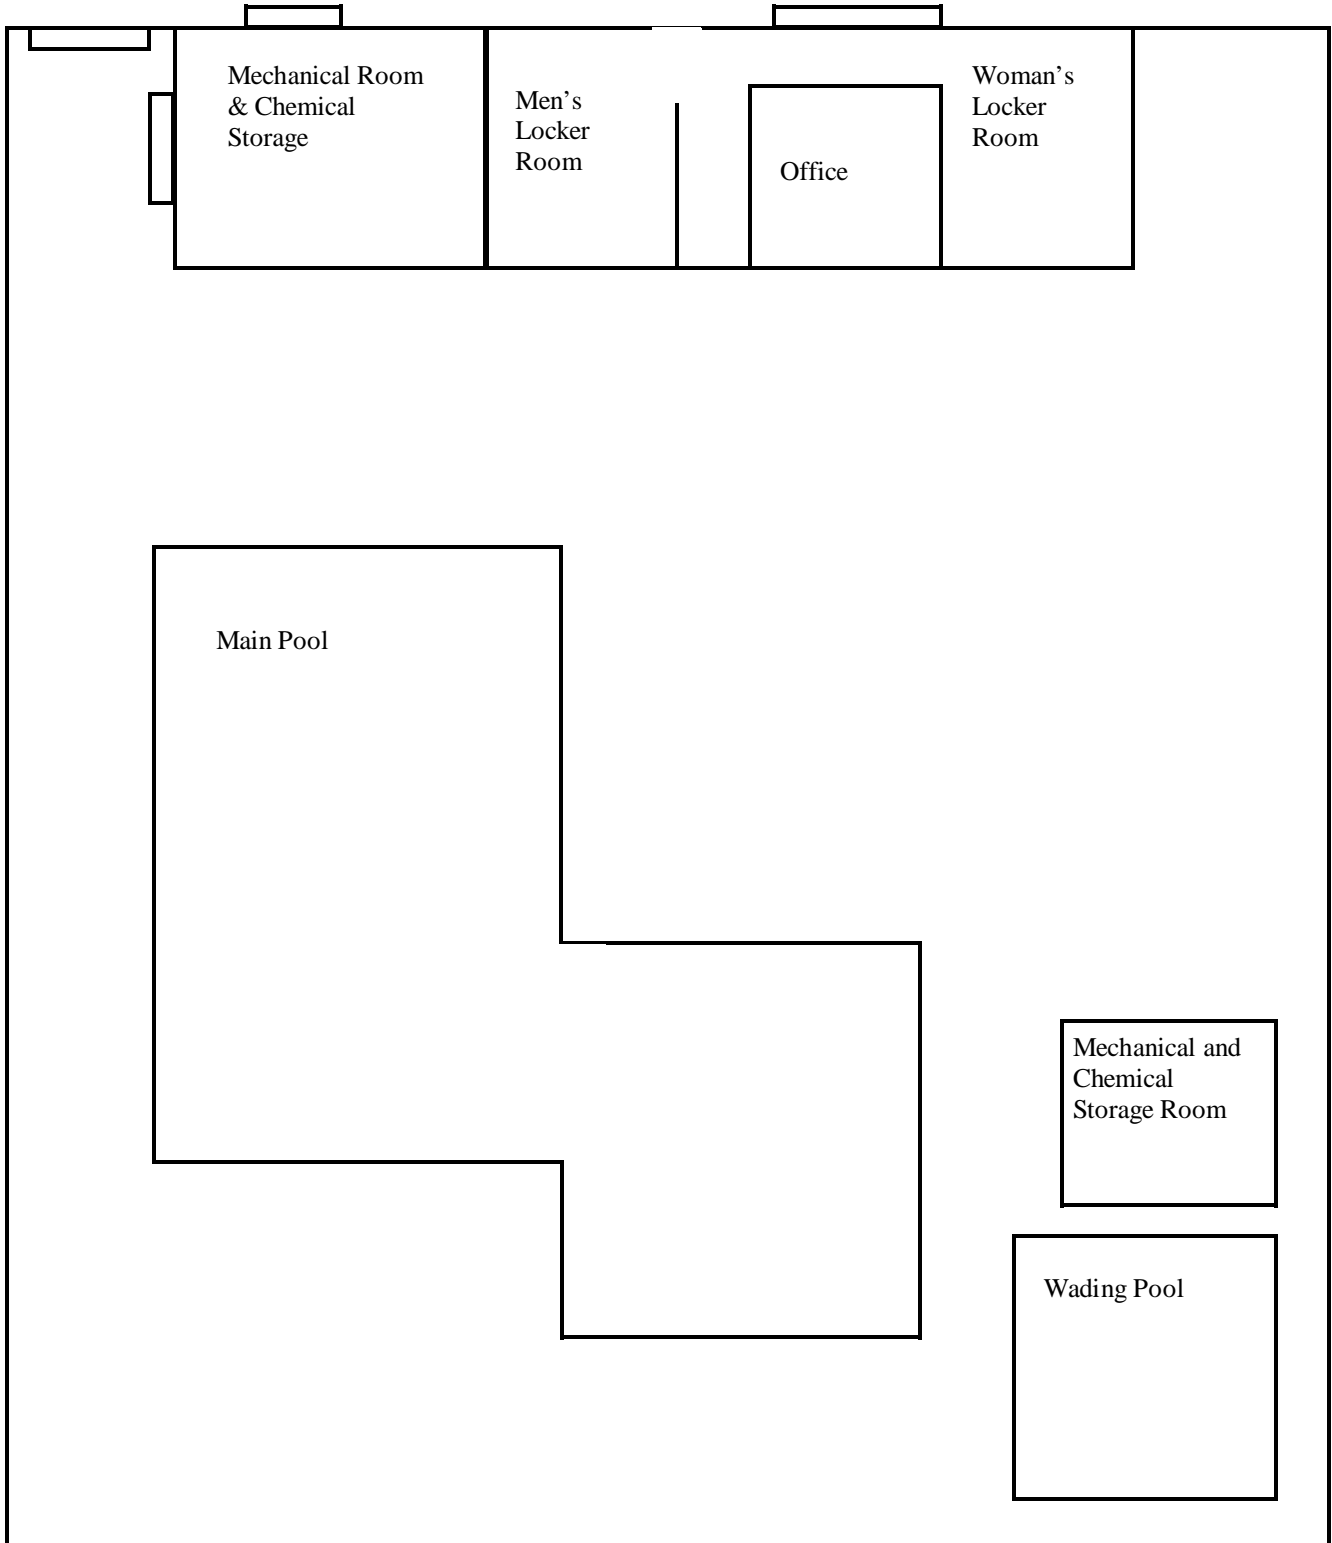 Mechanical Room
& Chemical
Storage
Men’s
Locker
Room
Office
Woman’s
Locker
Room
Main Pool
Mechanical and
Chemical
Storage Room
Wading Pool